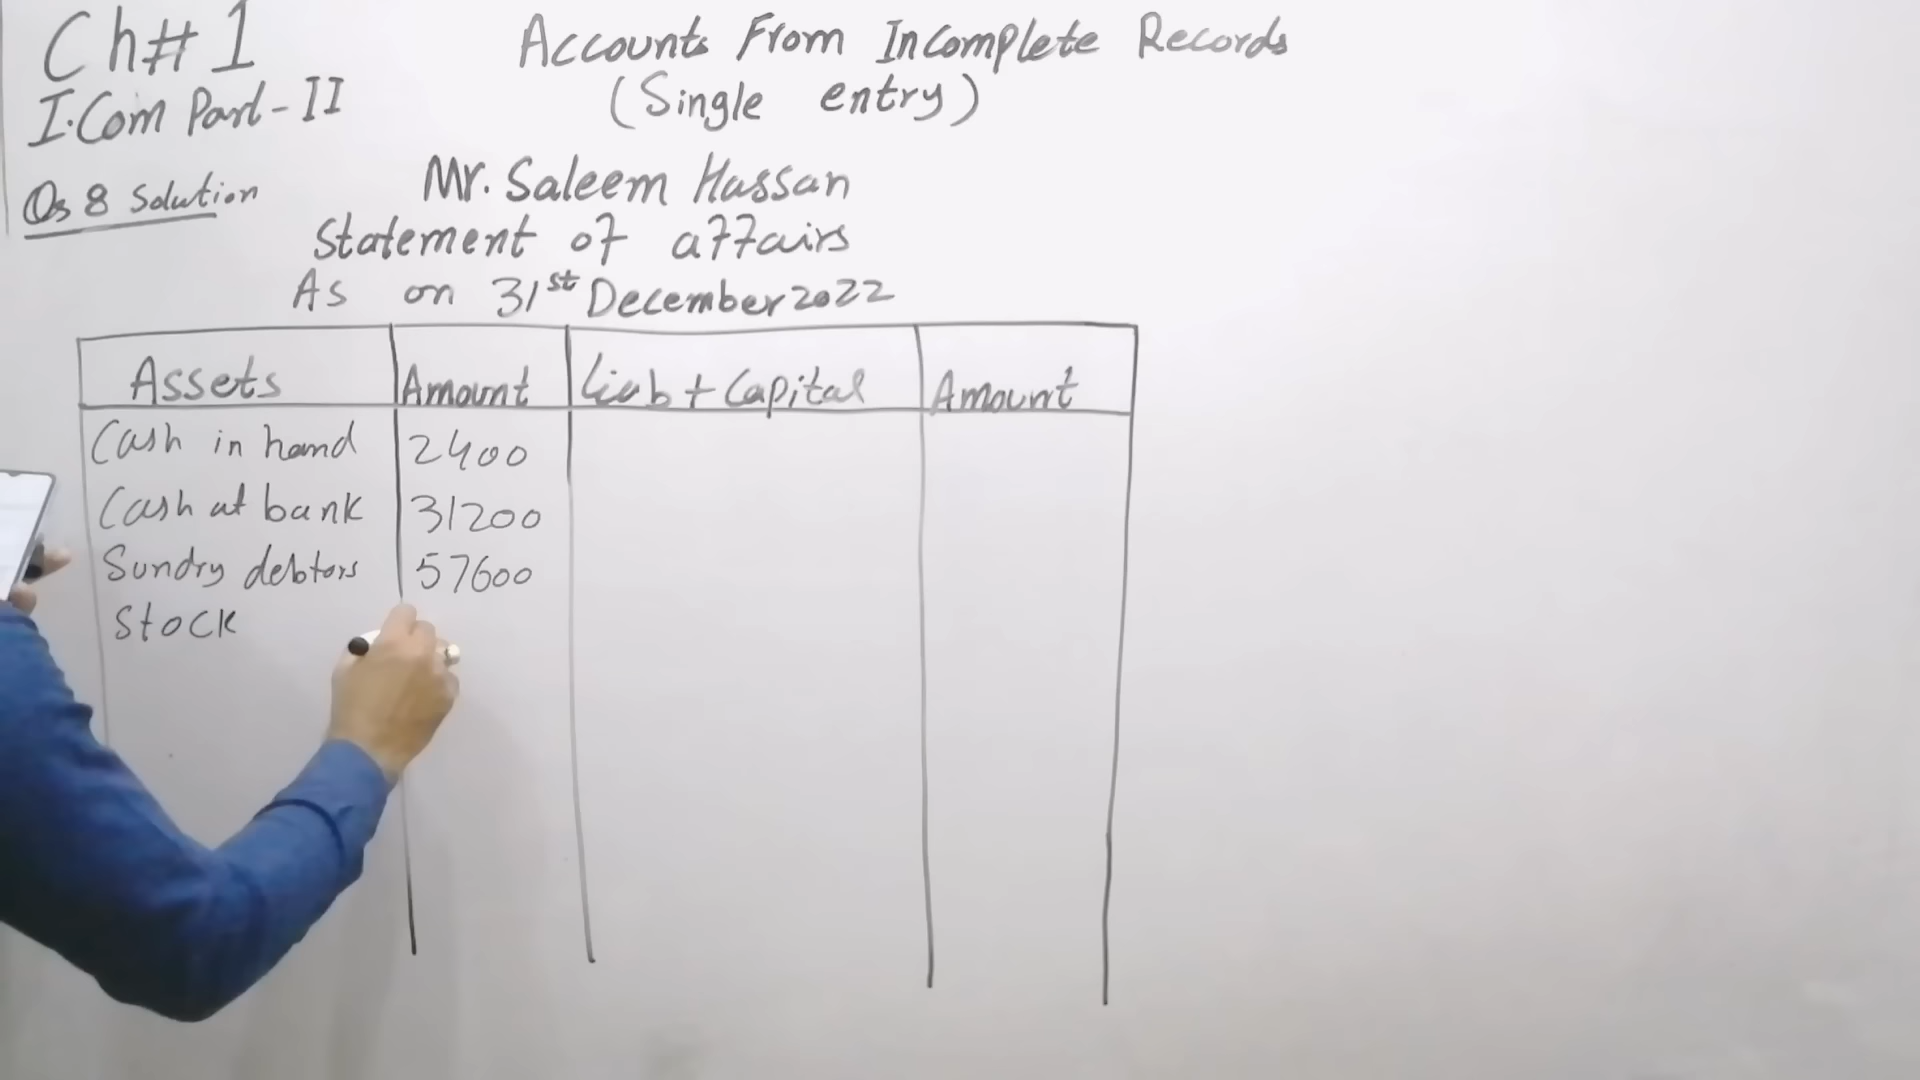 Ch# 1
I.Com Part-II
Qs 8 Solution
Accounts From Incomplete Records
(Single entry)
Mr. Saleem Hassan
Statement of affairs
As on 31st December 2022
Assets Amount Liab + Capital Amount
Cash in hand 2400
Cash at bank 31200
Sundry debtors 57600
Stock